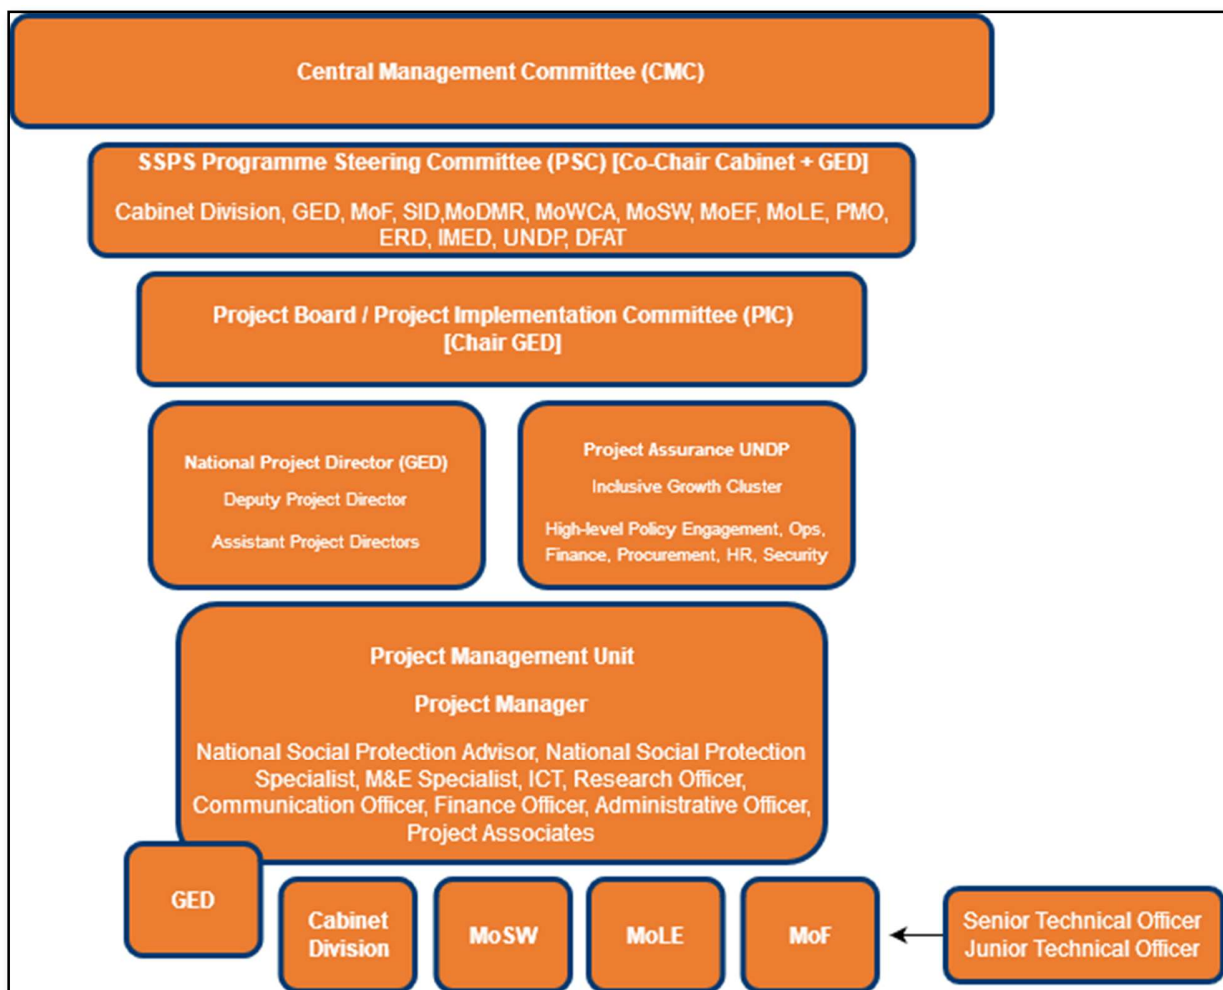 Central Management Committee (CMC)
SSPS Programme Steering Committee (PSC) [Co-Chair Cabinet + GED]
Cabinet Division, GED, MoF, SID,MoDMR, MoWCA, MoSW, MoEF, MoLE, PMO,
ERD, IMED, UNDP, DFAT
Project Board / Project Implementation Committee (PIC)
[Chair GED]
National Project Director (GED)
Deputy Project Director
Assistant Project Directors
Project Assurance UNDP
Inclusive Growth Cluster
High-level Policy Engagement, Ops,
Finance, Procurement, HR, Security
Project Management Unit
Project Manager
National Social Protection Advisor, National Social Protection
Specialist, M&E Specialist, ICT, Research Officer,
Communication Officer, Finance Officer, Administrative Officer,
Project Associates
GED
Cabinet
Division
MoSW
MoLE
MoF
Senior Technical Officer
Junior Technical Officer